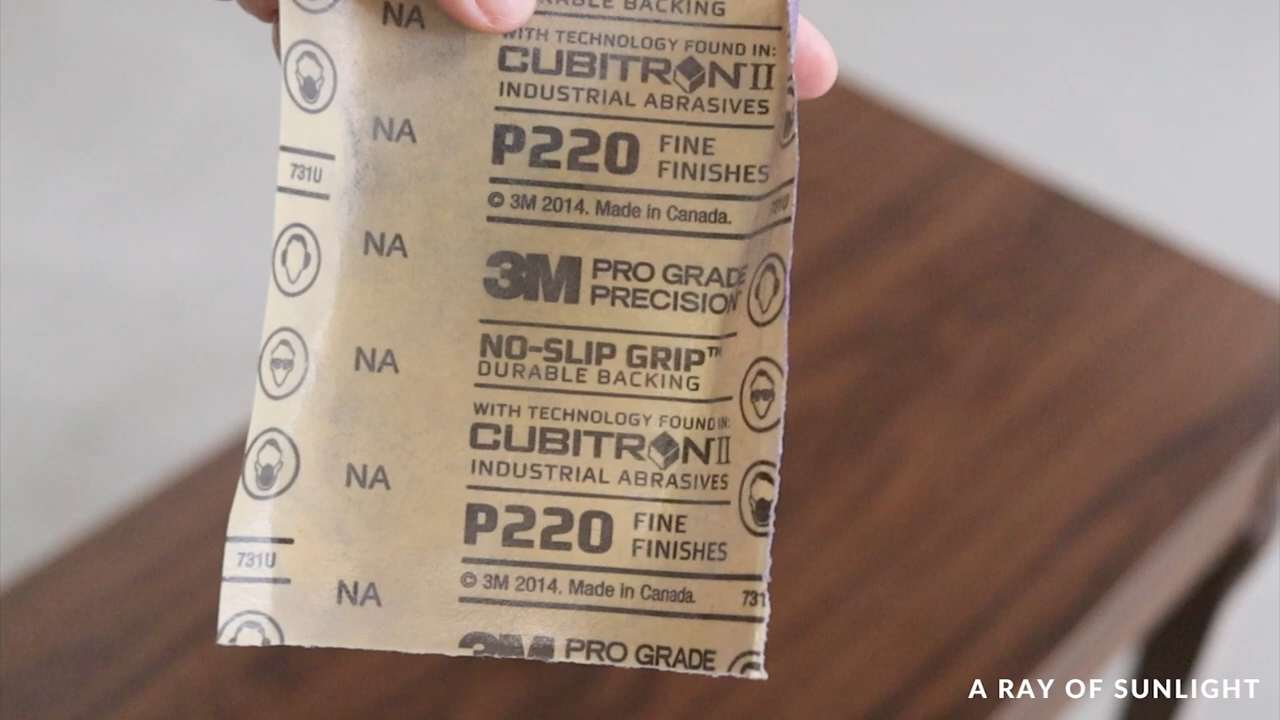 NA
DURABLE BACKING
WITH TECHNOLOGY FOUND IN:
CUBITRON II
INDUSTRIAL ABRASIVES
NA
P220 FINE FINISHES
731U
© 3M 2014. Made in Canada.
731U
NA
3M PRO GRADE PRECISION
NO-SLIP GRIP™
DURABLE BACKING
NA
WITH TECHNOLOGY FOUND IN:
CUBITRON II
INDUSTRIAL ABRASIVES
NA
P220 FINE FINISHES
731U
© 3M 2014. Made in Canada.
731
NA
3M PRO GRADE
A RAY OF SUNLIGHT